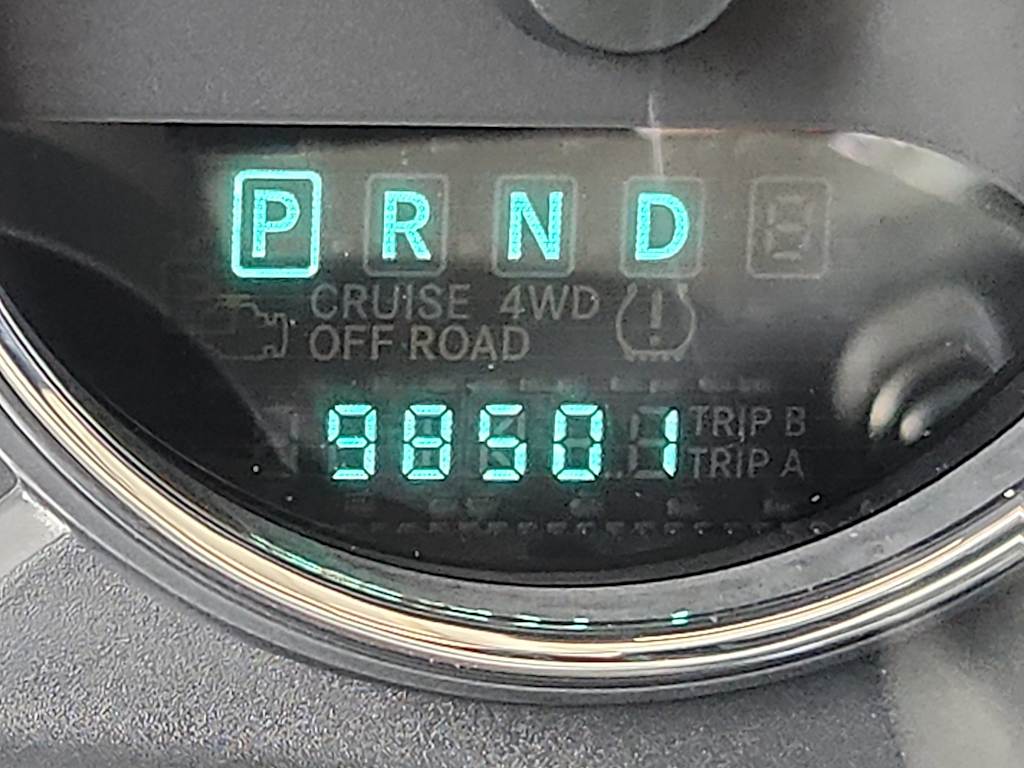 P R N D
CRUISE 4WD
OFF ROAD
98501
TRIP B
TRIP A